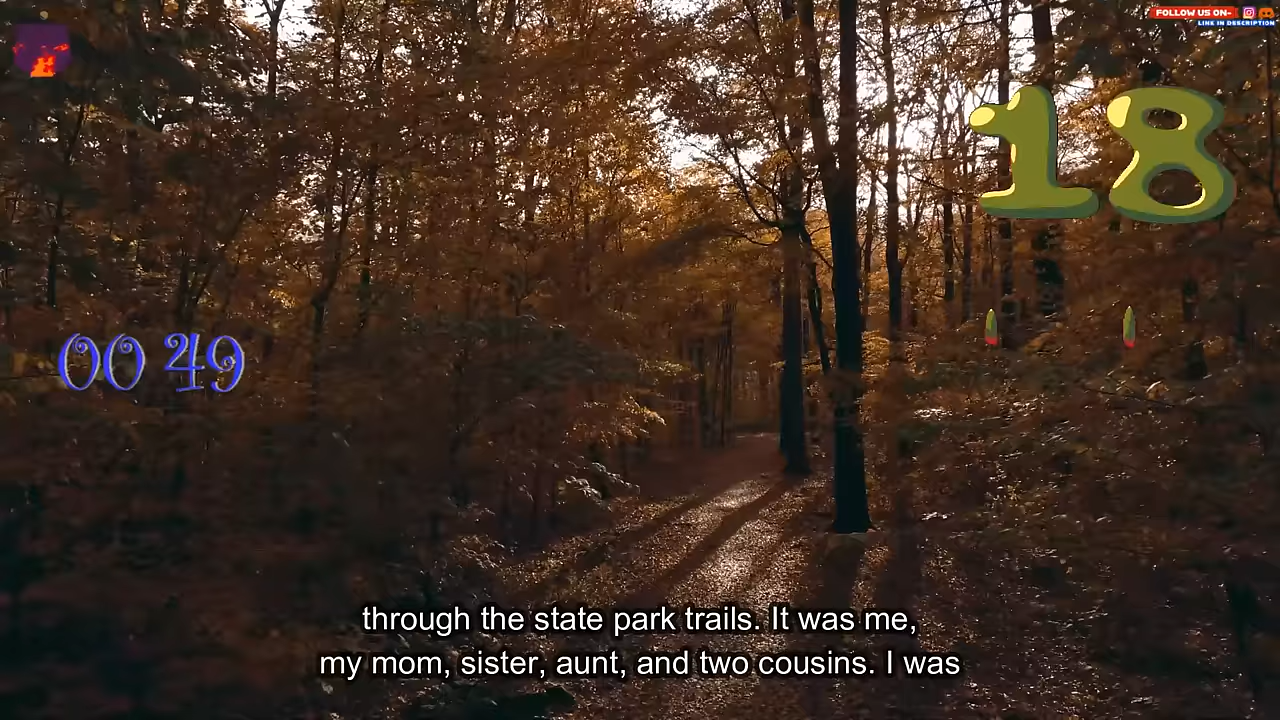 FOLLOW US ON-
LINK IN DESCRIPTION
18
00 49
through the state park trails. It was me,
my mom, sister, aunt, and two cousins. I was